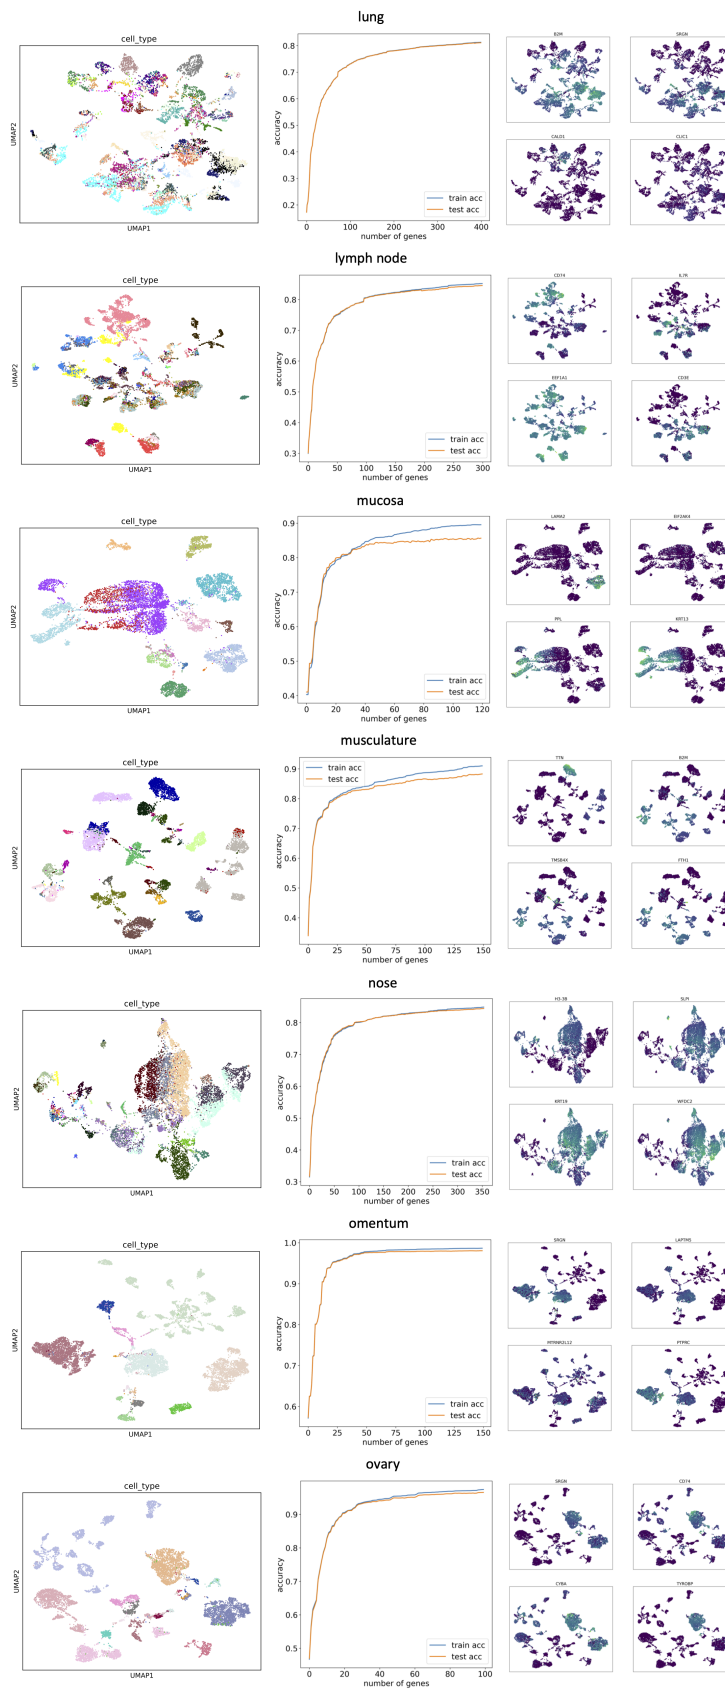 lung
cell_type
UMAP2
UMAP1
accuracy
0.8
0.7
0.6
0.5
0.4
0.3
0.2
train acc
test acc
0 100 200 300 400
number of genes
B2M SRGN
CALD1 CLIC1
lymph node
cell_type
UMAP2
UMAP1
accuracy
0.8
0.7
0.6
0.5
0.4
0.3
train acc
test acc
0 50 100 150 200 250 300
number of genes
CD74 IL7R
EEF1A1 CD3E
mucosa
cell_type
UMAP2
UMAP1
accuracy
0.9
0.8
0.7
0.6
0.5
0.4
train acc
test acc
0 20 40 60 80 100 120
number of genes
LAMA2 EIF2AK4
PPL KRT13
musculature
cell_type
UMAP2
UMAP1
accuracy
0.9
0.8
0.7
0.6
0.5
0.4
train acc
test acc
0 25 50 75 100 125 150
number of genes
TTN B2M
TMSB4X FTH1
nose
cell_type
UMAP2
UMAP1
accuracy
0.8
0.7
0.6
0.5
0.4
0.3
train acc
test acc
0 50 100 150 200 250 300 350
number of genes
H3-3B SLPI
KRT19 WFDC2
omentum
cell_type
UMAP2
UMAP1
accuracy
1.0
0.9
0.8
0.7
0.6
train acc
test acc
0 25 50 75 100 125 150
number of genes
SRGN LAPTM5
MTRNR2L12 PTPRC
ovary
cell_type
UMAP2
UMAP1
accuracy
0.9
0.8
0.7
0.6
0.5
train acc
test acc
0 20 40 60 80 100
number of genes
SRGN CD74
CYBA TYROBP